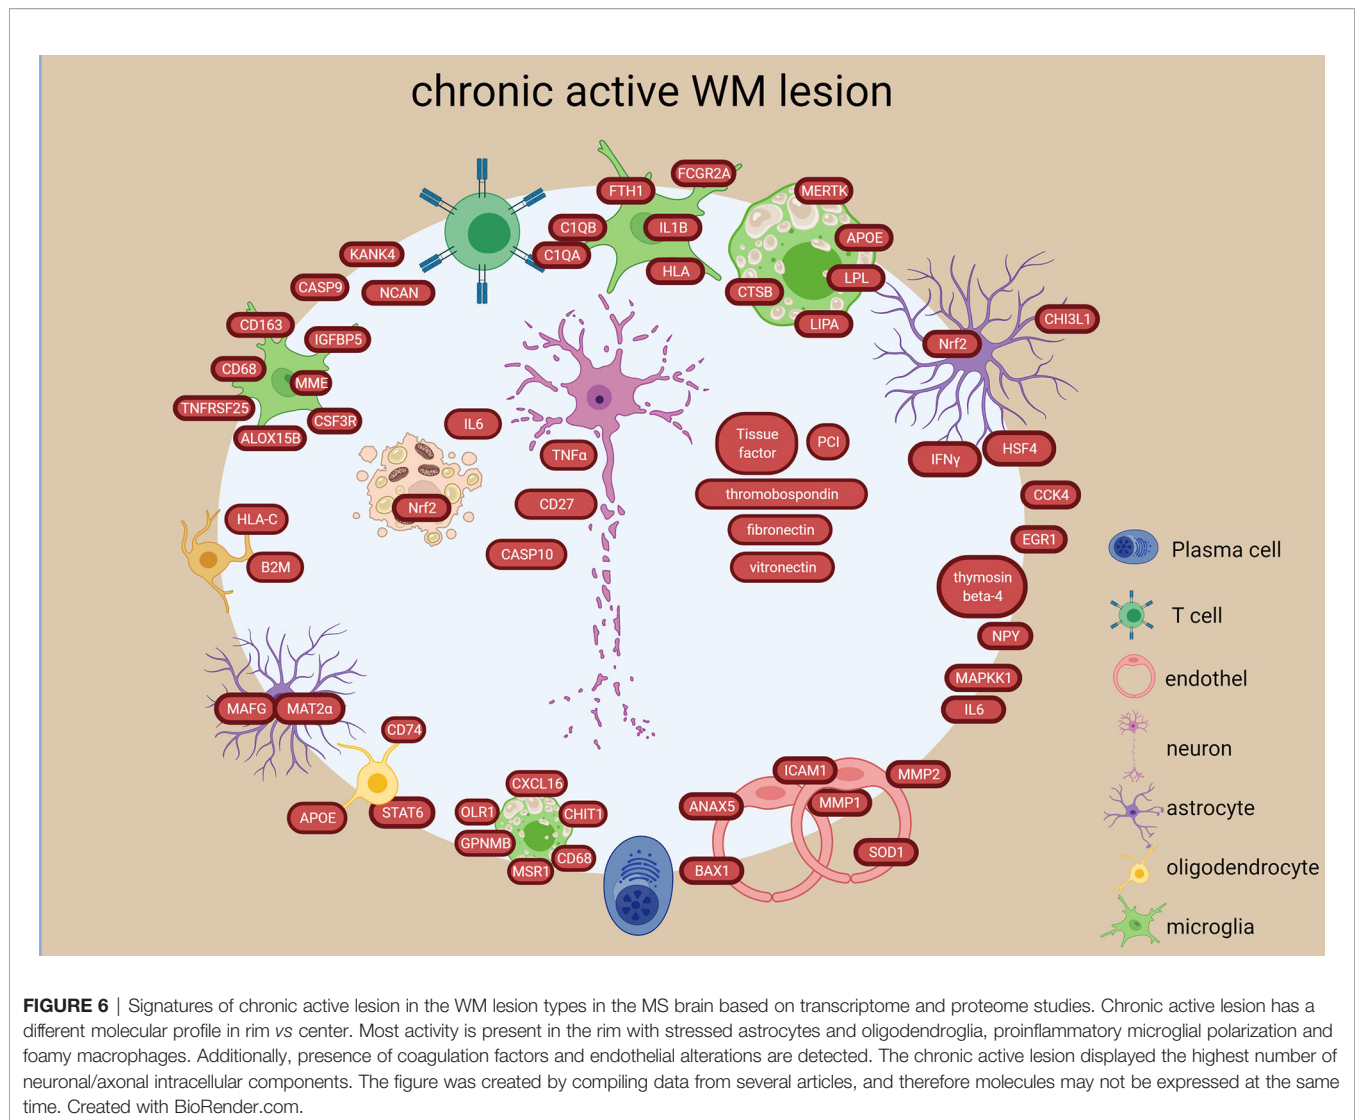 chronic active WM lesion
FCGR2A
FTH1
MERTK
C1QB
IL1B
APOE
KANK4
C1QA
HLA
LPL
CASP9
NCAN
CTSB
CD163
IGFBP5
LIPA
CHI3L1
Nrf2
CD68
MME
TNFRSF25
CSF3R
ALOX15B
IL6
TNFα
Tissue
factor
PCI
IFNγ
HSF4
CD27
thromobospondin
CCK4
Nrf2
HLA-C
fibronectin
EGR1
CASP10
B2M
vitronectin
thymosin
beta-4
NPY
MAPKK1
IL6
MAFG
MAT2α
CD74
APOE
STAT6
CXCL16
OLR1
CHIT1
GPNMB
CD68
MSR1
ICAM1
MMP2
ANAX5
MMP1
SOD1
BAX1
Plasma cell
T cell
endothel
neuron
astrocyte
oligodendrocyte
microglia
FIGURE 6 | Signatures of chronic active lesion in the WM lesion types in the MS brain based on transcriptome and proteome studies. Chronic active lesion has a
different molecular profile in rim vs center. Most activity is present in the rim with stressed astrocytes and oligodendroglia, proinflammatory microglial polarization and
foamy macrophages. Additionally, presence of coagulation factors and endothelial alterations are detected. The chronic active lesion displayed the highest number of
neuronal/axonal intracellular components. The figure was created by compiling data from several articles, and therefore molecules may not be expressed at the same
time. Created with BioRender.com.